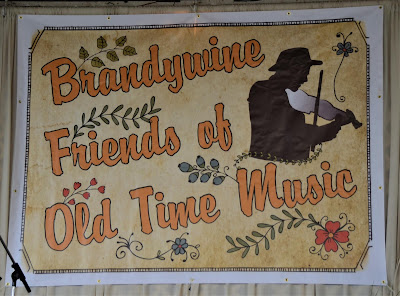 Brandywine
Friends of
Old Time Music